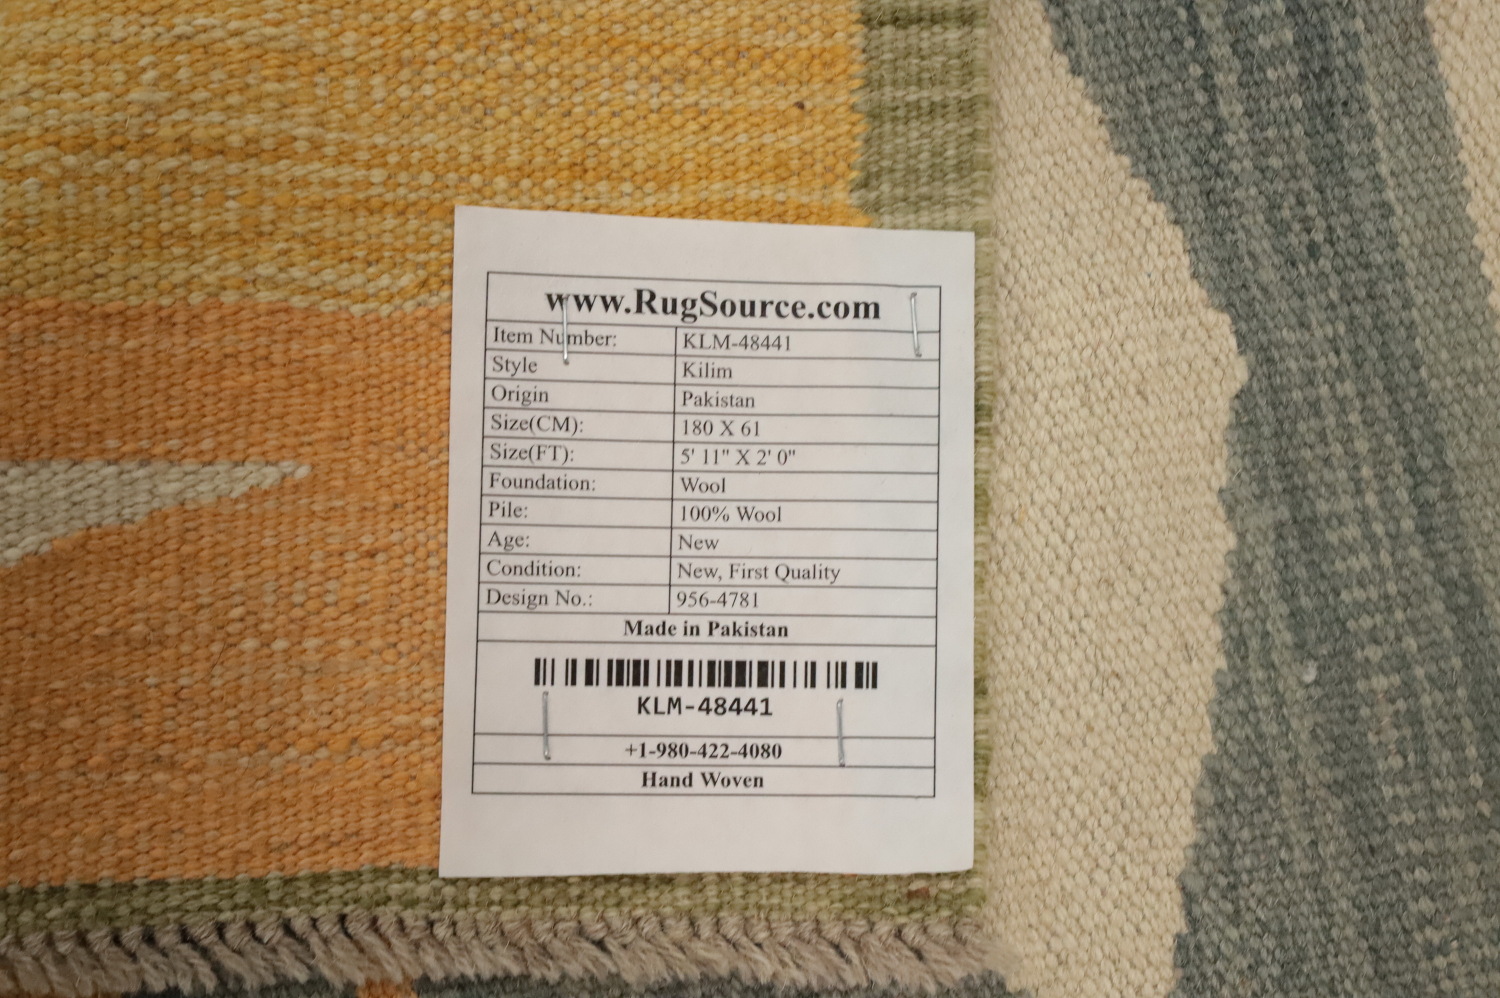 www.RugSource.com
Item Number: KLM-48441
Style Kilim
Origin Pakistan
Size(CM): 180 X 61
Size(FT): 5' 11" X 2' 0"
Foundation: Wool
Pile: 100% Wool
Age: New
Condition: New, First Quality
Design No.: 956-4781
Made in Pakistan
KLM-48441
+1-980-422-4080
Hand Woven